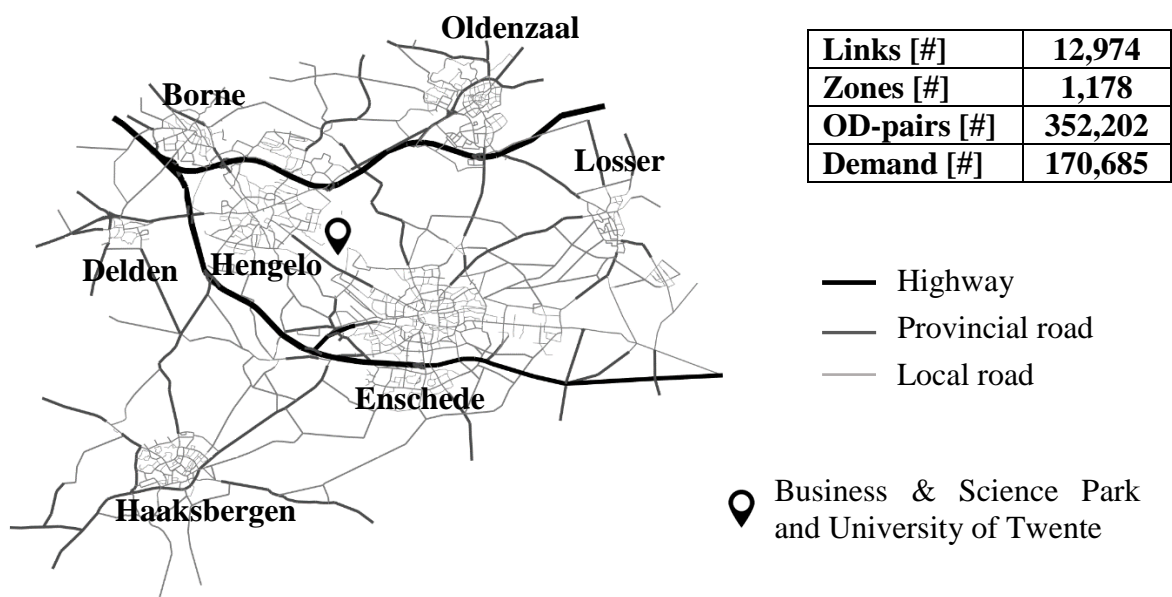 Oldenzaal
Borne
Losser
Delden
Hengelo
Enschede
Haaksbergen
Links [#] 12,974
Zones [#] 1,178
OD-pairs [#] 352,202
Demand [#] 170,685
Highway
Provincial road
Local road
Business & Science Park
and University of Twente